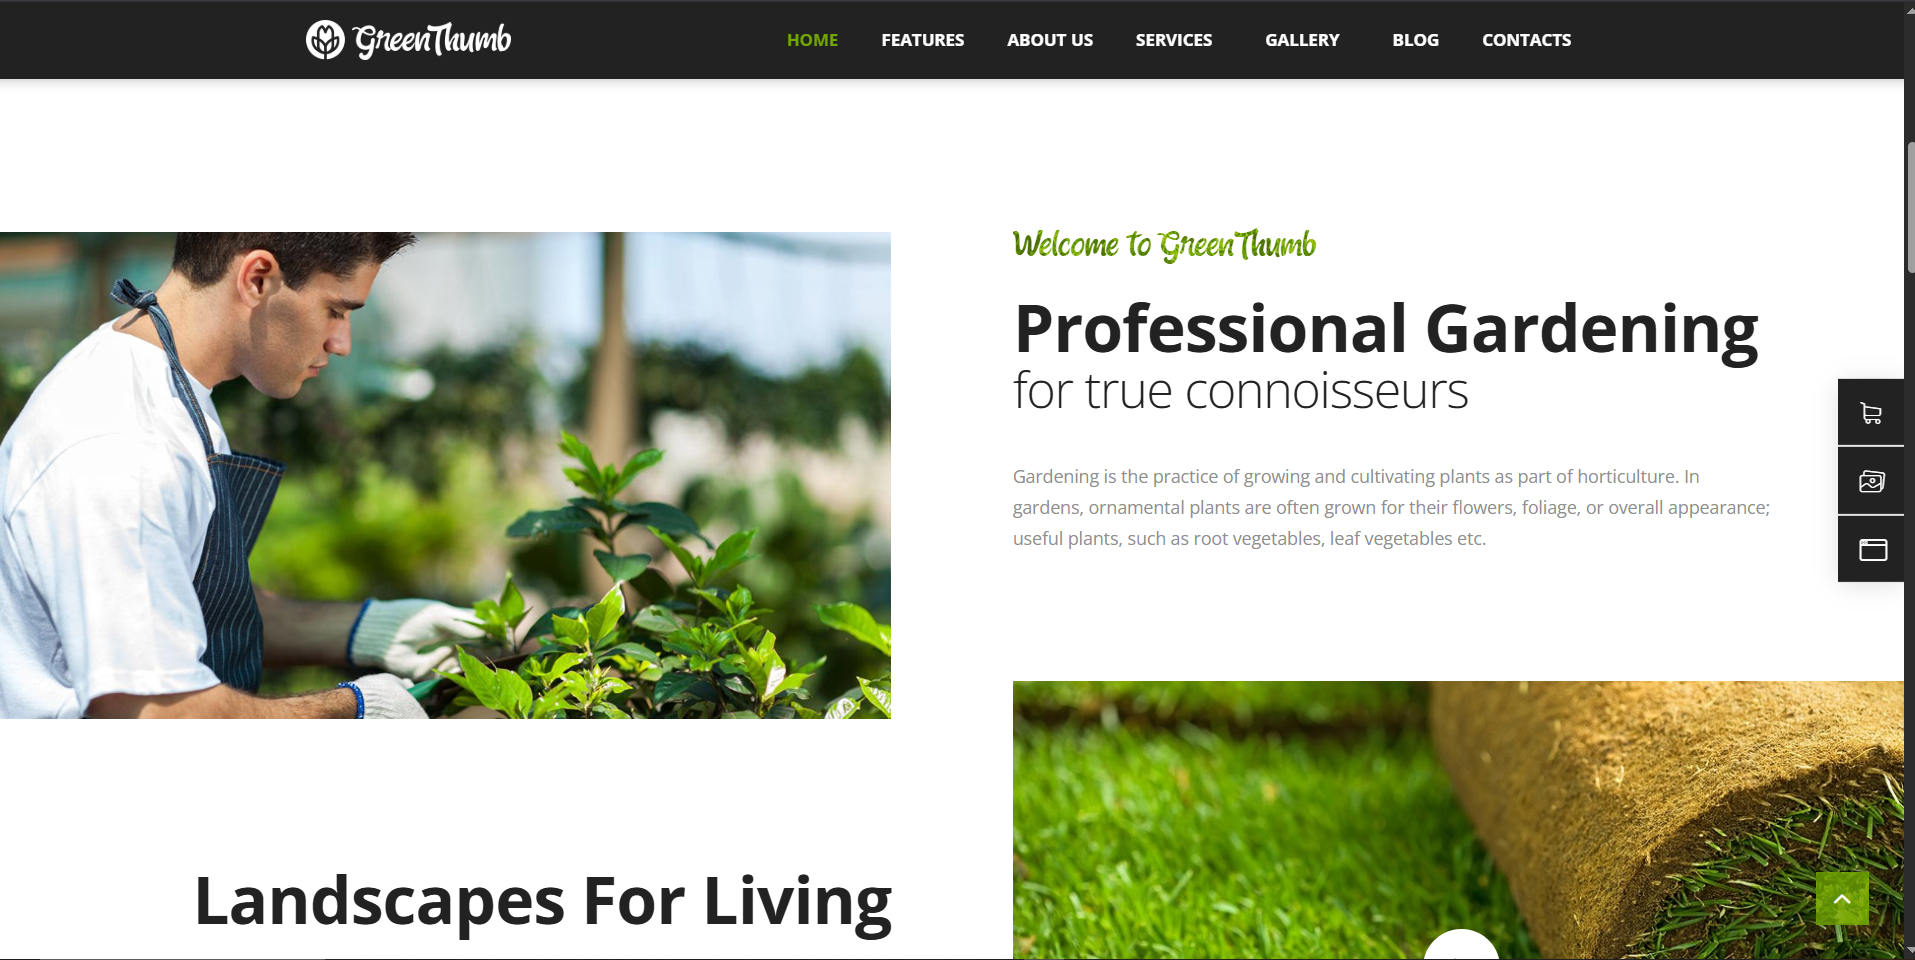 GreenThumb
HOME FEATURES ABOUT US SERVICES GALLERY BLOG CONTACTS
Welcome to GreenThumb
Professional Gardening
for true connoisseurs
Gardening is the practice of growing and cultivating plants as part of horticulture. In
gardens, ornamental plants are often grown for their flowers, foliage, or overall appearance;
useful plants, such as root vegetables, leaf vegetables etc.
Landscapes For Living